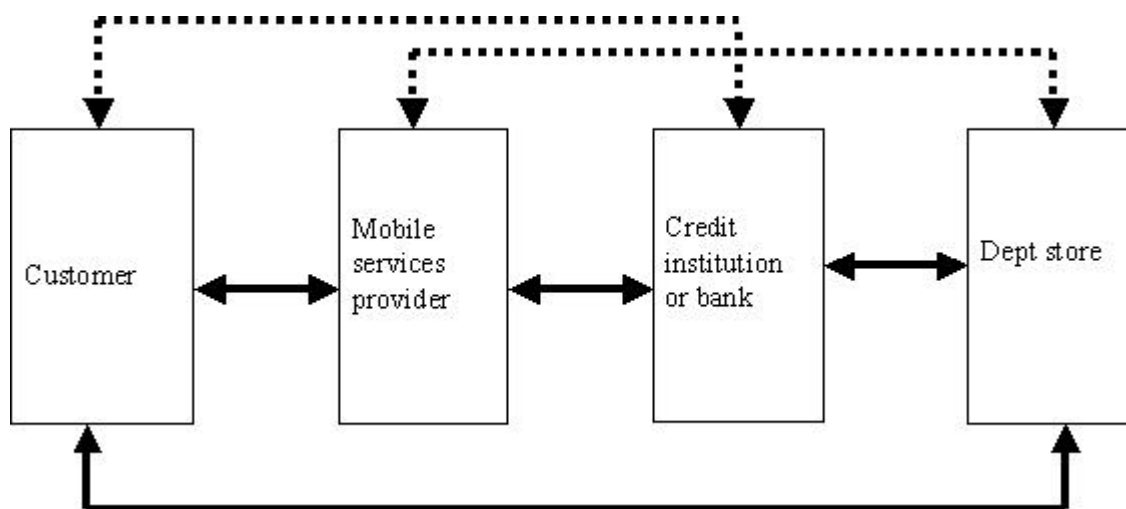 Customer
Mobile
services
provider
Credit
institution
or bank
Dept store